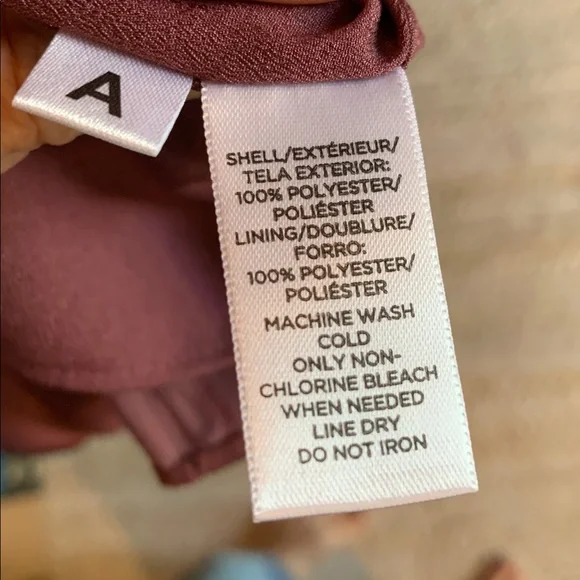 A
SHELL/EXTÉRIEUR/
TELA EXTERIOR:
100% POLYESTER/
POLIÉSTER
LINING/DOUBLURE/
FORRO:
100% POLYESTER/
POLIÉSTER
MACHINE WASH
COLD
ONLY NON-
CHLORINE BLEACH
WHEN NEEDED
LINE DRY
DO NOT IRON